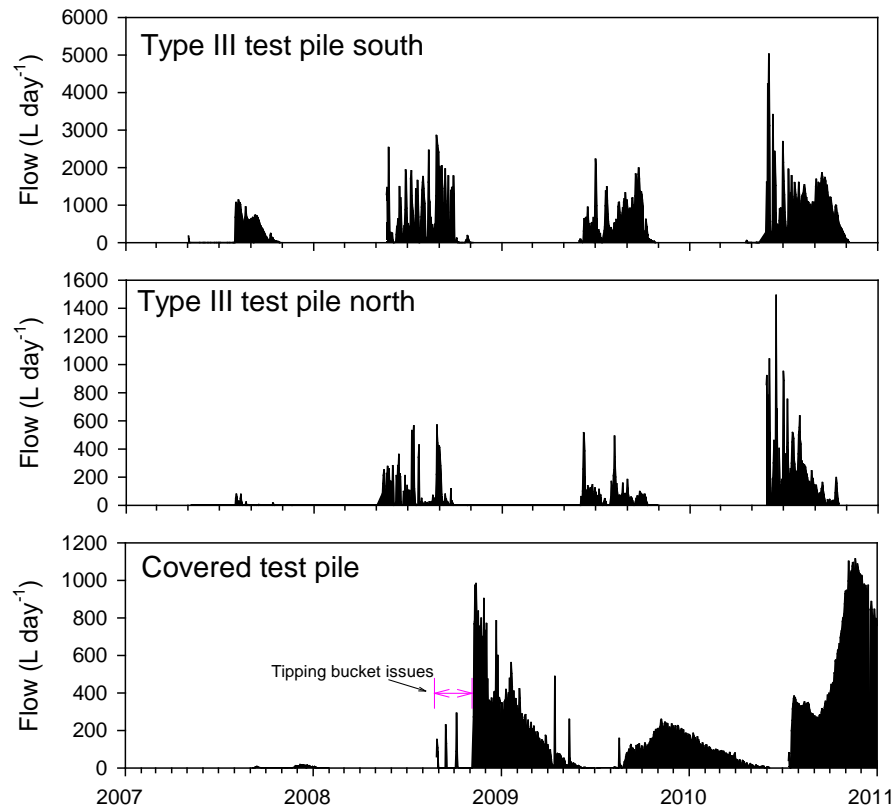 Type III test pile south
Flow (L day⁻¹)
6000
5000
4000
3000
2000
1000
0
Type III test pile north
Flow (L day⁻¹)
1600
1400
1200
1000
800
600
400
200
0
Covered test pile
Tipping bucket issues
Flow (L day⁻¹)
1200
1000
800
600
400
200
0
2007 2008 2009 2010 2011